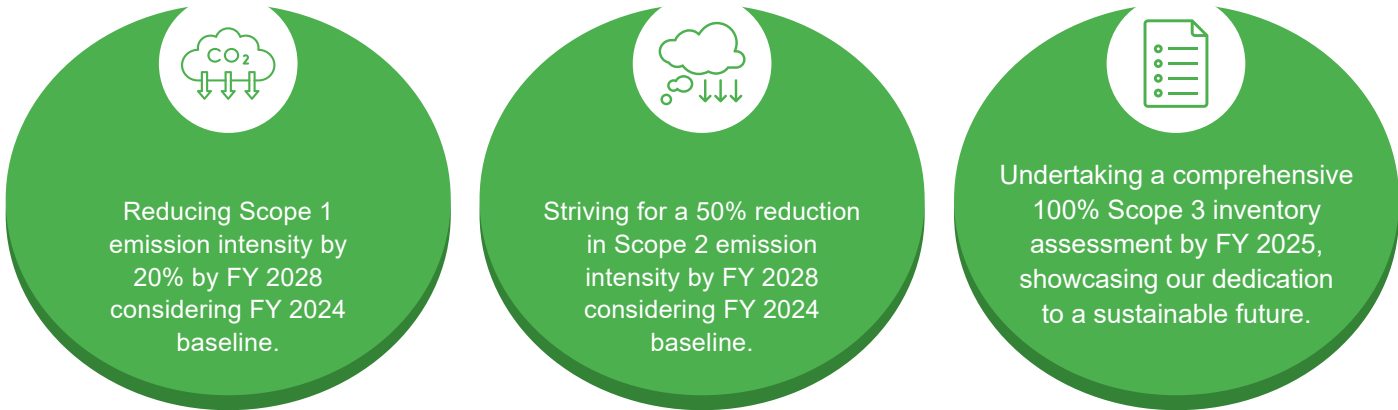 CO2
Reducing Scope 1
emission intensity by
20% by FY 2028
considering FY 2024
baseline.
Striving for a 50% reduction
in Scope 2 emission
intensity by FY 2028
considering FY 2024
baseline.
Undertaking a comprehensive
100% Scope 3 inventory
assessment by FY 2025,
showcasing our dedication
to a sustainable future.